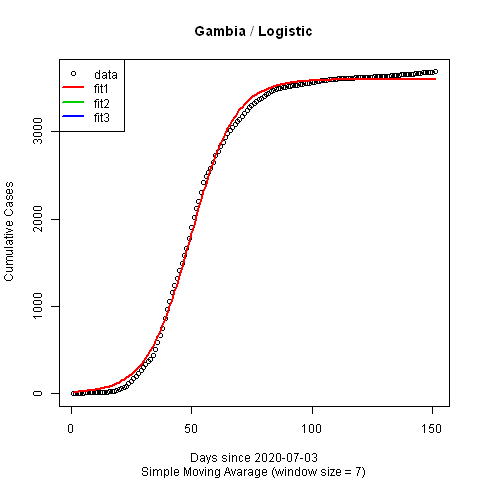 Gambia / Logistic
data
fit1
fit2
fit3
Cumulative Cases
3000
2000
1000
0
0 50 100 150
Days since 2020-07-03
Simple Moving Avarage (window size = 7)